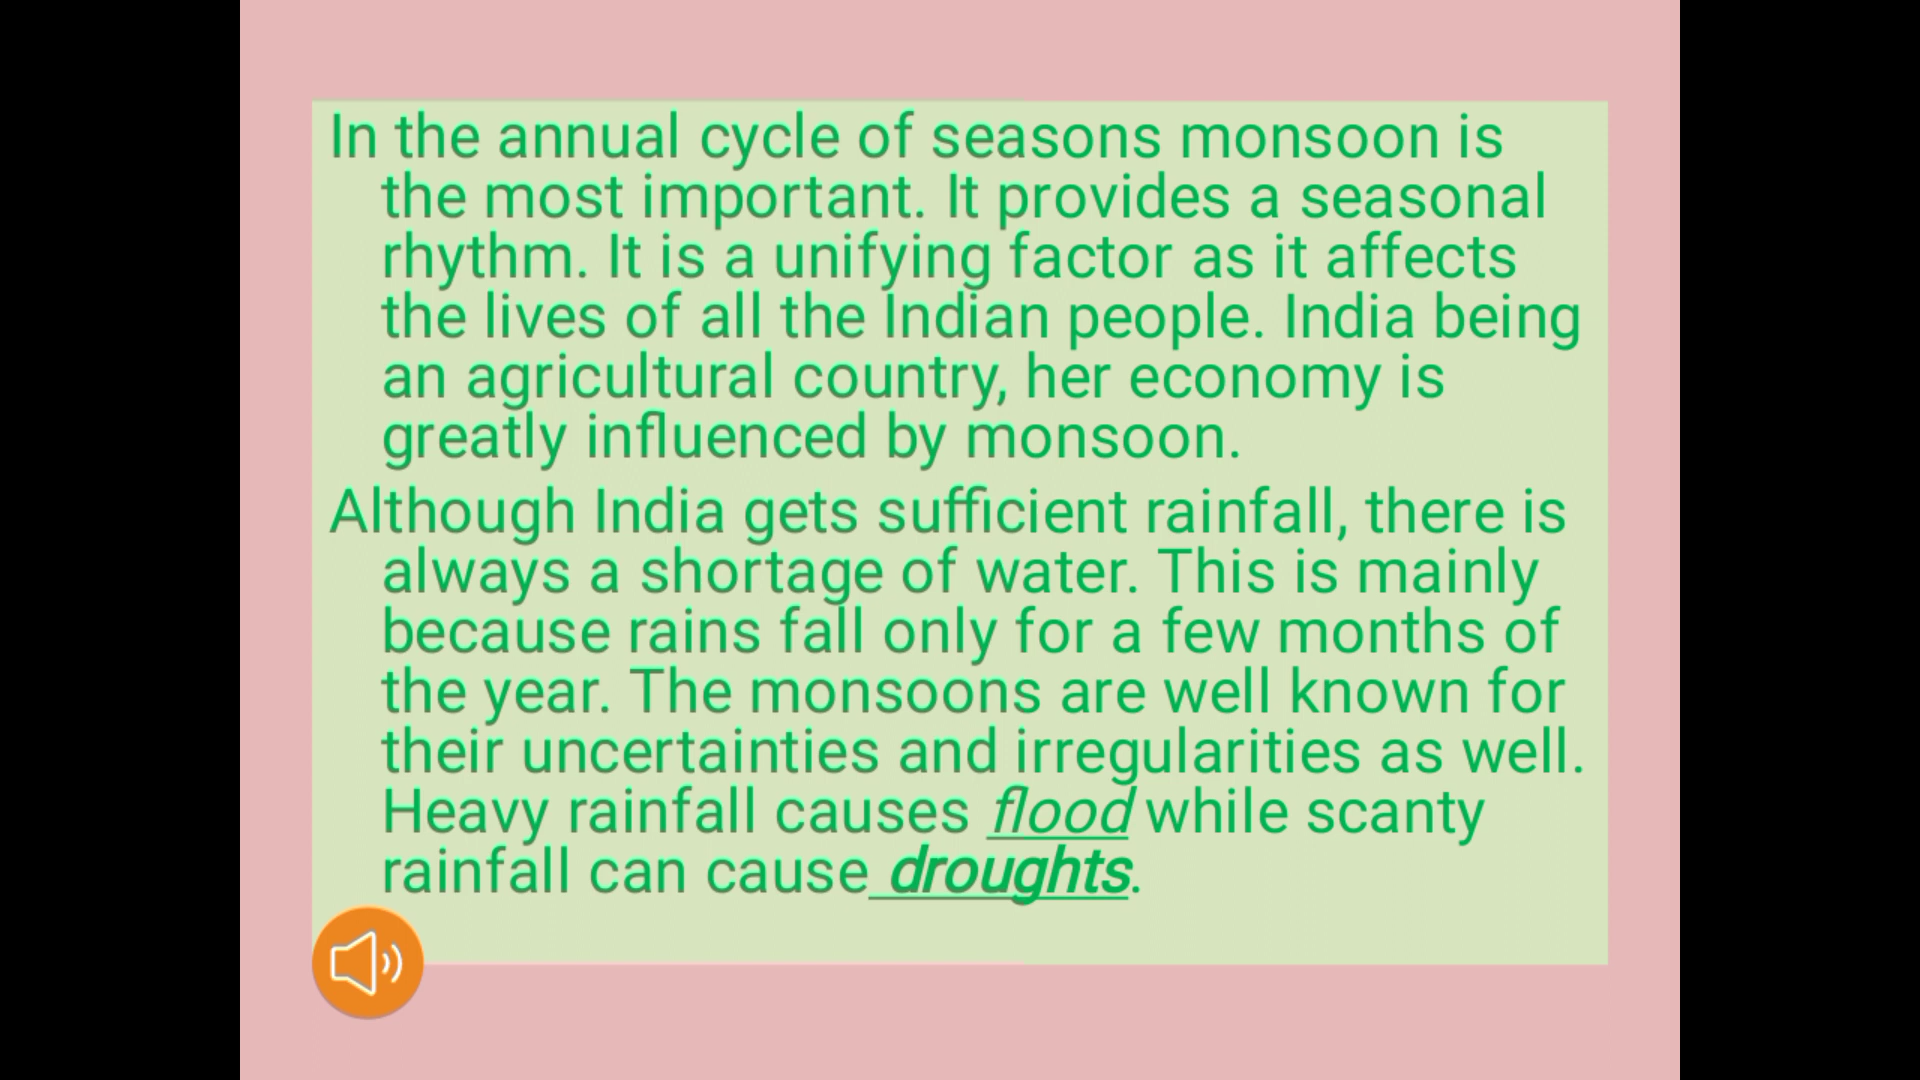 In the annual cycle of seasons monsoon is
the most important. It provides a seasonal
rhythm. It is a unifying factor as it affects
the lives of all the Indian people. India being
an agricultural country, her economy is
greatly influenced by monsoon.
Although India gets sufficient rainfall, there is
always a shortage of water. This is mainly
because rains fall only for a few months of
the year. The monsoons are well known for
their uncertainties and irregularities as well.
Heavy rainfall causes flood while scanty
rainfall can cause droughts.